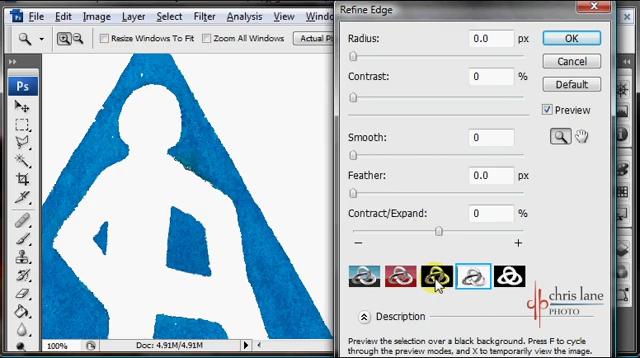 Refine Edge
File Edit Image Layer Select Filter Analysis View
Resize Windows To Fit Zoom All Windows Actual Pi
Ps
Ps
Radius: 0.0 px
OK
Cancel
Contrast: 0 %
Default
Preview
Smooth: 0
Feather: 0.0 px
Contract/Expand: 0 %
chris lane
PHOTO
Description
Preview the selection over a black background. Press F to cycle
through the preview modes, and X to temporarily view the image.
100% Doc: 4.91M/4.91M